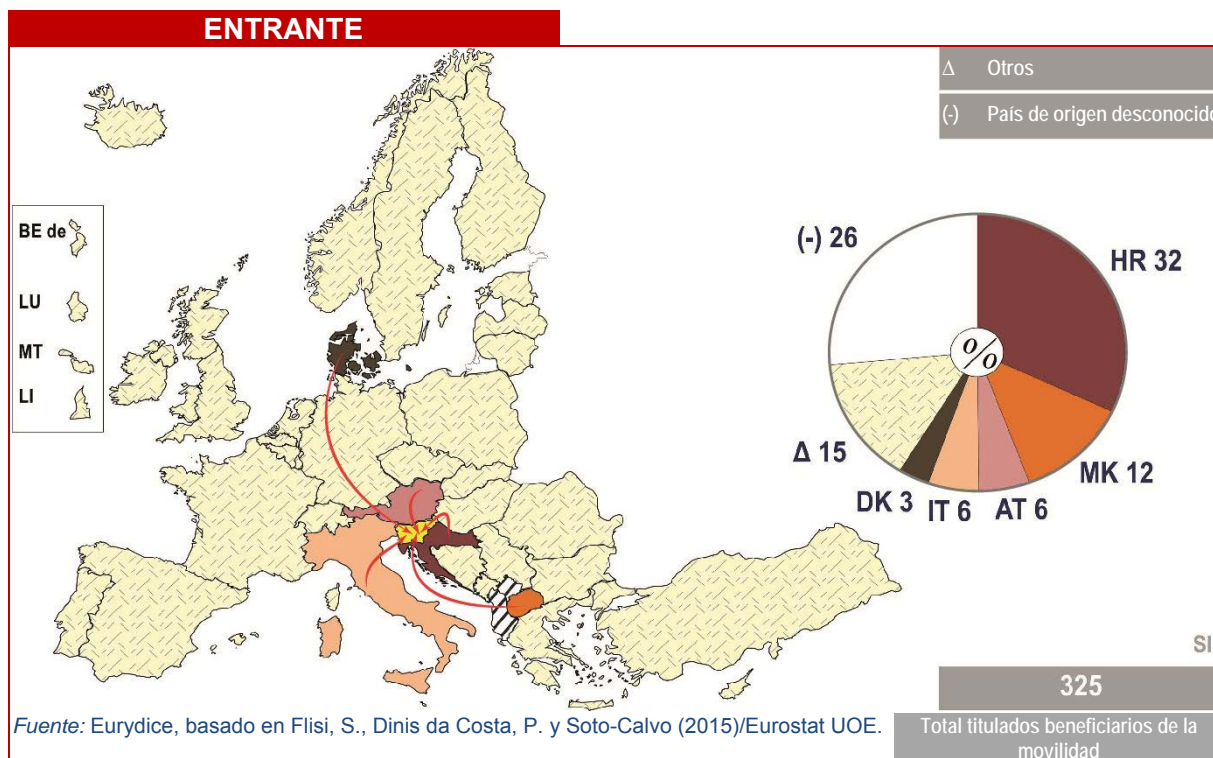 ENTRANTE
Δ Otros
(-) País de origen desconocido
BE de
LU
MT
LI
(-) 26
HR 32
%
Δ 15
MK 12
DK 3
IT 6
AT 6
SI
325
Fuente: Eurydice, basado en Flisi, S., Dinis da Costa, P. y Soto-Calvo (2015)/Eurostat UOE.
Total titulados beneficiarios de la
movilidad